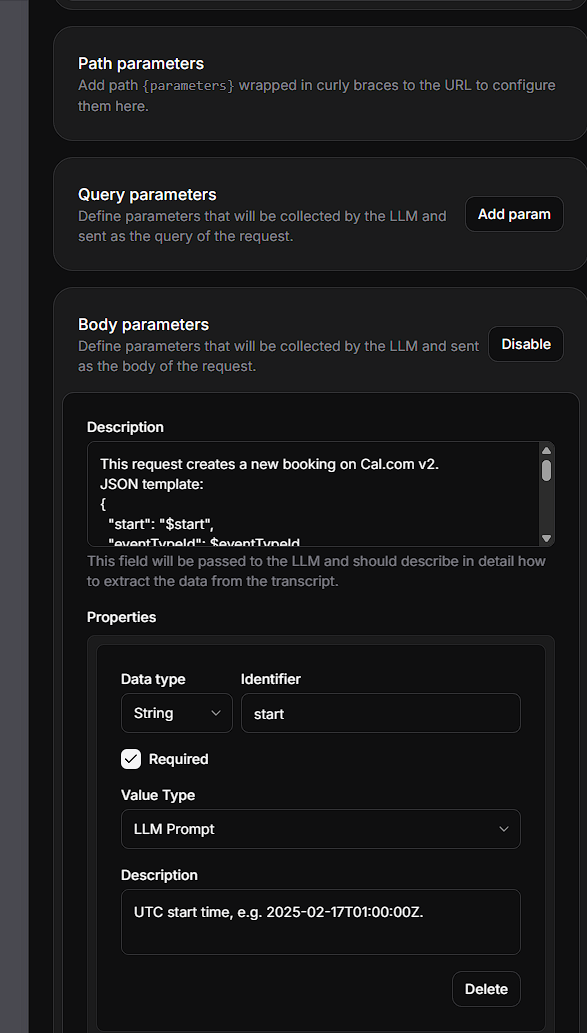 Path parameters
Add path {parameters} wrapped in curly braces to the URL to configure
them here.
Query parameters
Define parameters that will be collected by the LLM and
sent as the query of the request.
Add param
Body parameters
Define parameters that will be collected by the LLM and sent
as the body of the request.
Disable
Description
This request creates a new booking on Cal.com v2.
JSON template:
{
"start": "$start",
"eventTypeId": $eventTypeId
This field will be passed to the LLM and should describe in detail how
to extract the data from the transcript.
Properties
Data type
Identifier
String
start
Required
Value Type
LLM Prompt
Description
UTC start time, e.g. 2025-02-17T01:00:00Z.
Delete